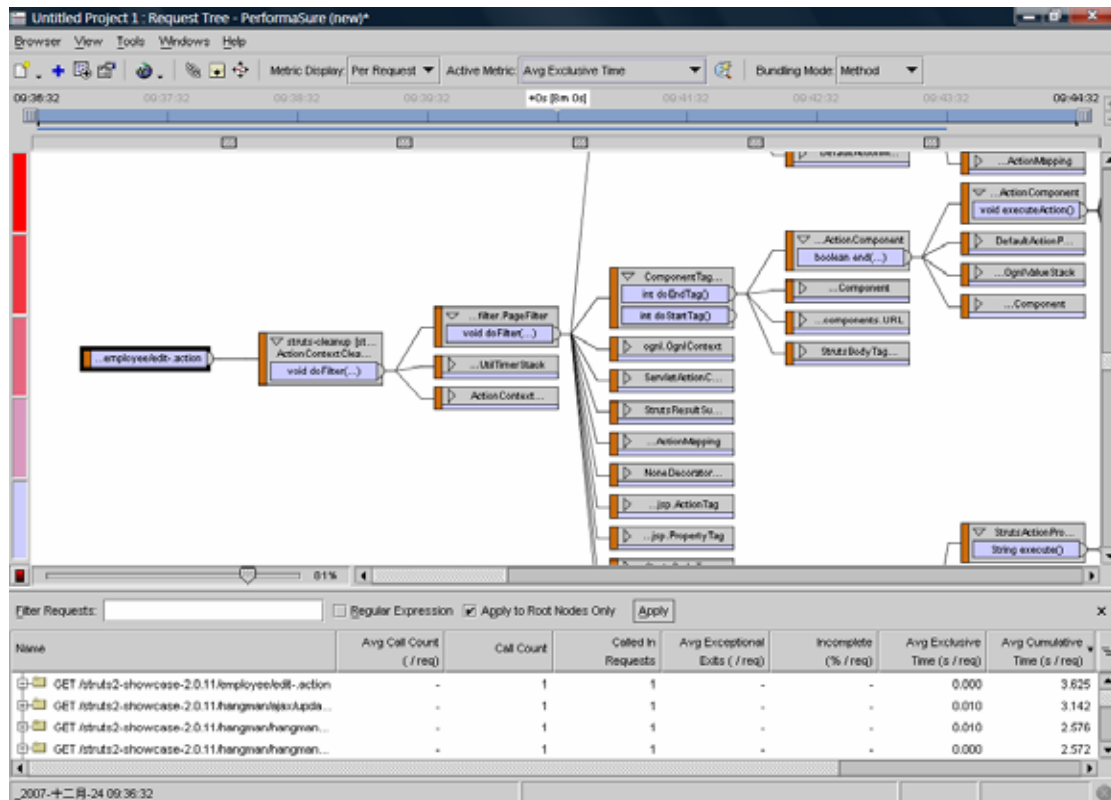 Untitled Project 1 : Request Tree - PerformaSure (new)*
Browser View Tools Windows Help
Metric Display: Per Request Active Metric: Avg Exclusive Time Bundling Mode: Method
09:36:32 09:37:32 09:38:32 09:39:32 +0s [8m 0s] 09:41:32 09:42:32 09:43:32 09:44:32
...ActionMapping
...ActionComponent
void executeAction()
...ActionComponent
boolean end(...)
DefaultActionP...
...OgnlValueStack
...Component
ComponentTag...
int doEndTag()
int doStartTag()
...Component
...components.URL
StrutsBodyTag...
...filter.PageFilter
void doFilter(...)
...UtilTimerStack
ActionContext...
struts-cleanup [st...
ActionContextClea...
void doFilter(...)
...employee/edit-.action
ognl.OgnlContext
ServletActionC...
StrutsResultSu...
...ActionMapping
NoneDecorator...
...jsp.ActionTag
...jsp.PropertyTag
StrutsActionPro...
String execute()
81%
Filter Requests: Regular Expression Apply to Root Nodes Only Apply
Name Avg Call Count (/ req) Call Count Called In Requests Avg Exceptional Exits (/ req) Incomplete (% / req) Avg Exclusive Time (s / req) Avg Cumulative Time (s / req)
GET /struts2-showcase-2.0.11/employee/edit-.action - 1 1 - - 0.000 3.625
GET /struts2-showcase-2.0.11/hangman/ajax/upda... - 1 1 - - 0.010 3.142
GET /struts2-showcase-2.0.11/hangman/hangman... - 1 1 - - 0.010 2.576
GET /struts2-showcase-2.0.11/hangman/hangman... - 1 1 - - 0.000 2.572
_2007-十二月-24 09:36:32